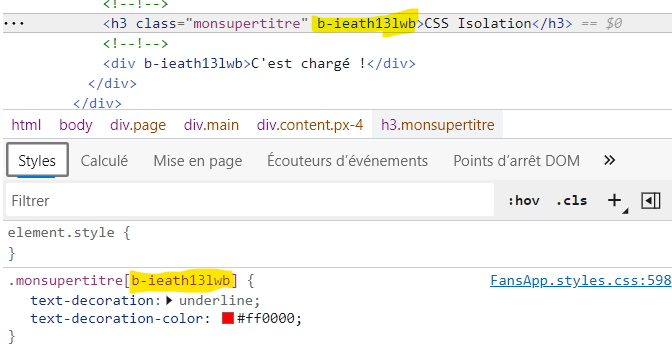 <!--!-->
··· <h3 class="monsupertitre" b-ieath13lwb>CSS Isolation</h3> == $0
<!--!-->
<div b-ieath13lwb>C'est chargé !</div>
</div>
</div>
html body div.page div.main div.content.px-4 h3.monsupertitre
Styles Calculé Mise en page Écouteurs d’événements Points d’arrêt DOM »
Filtrer :hov .cls +
element.style {
}
.monsupertitre[b-ieath13lwb] { FansApp.styles.css:598
text-decoration: underline;
text-decoration-color: #ff0000;
}